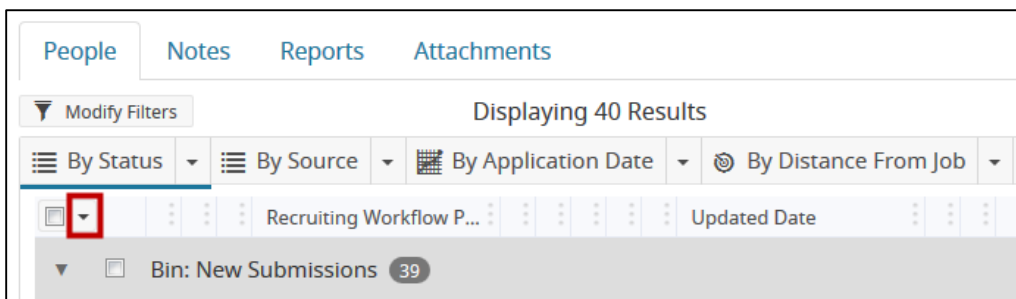 People Notes Reports Attachments
Modify Filters Displaying 40 Results
By Status By Source By Application Date By Distance From Job
Recruiting Workflow P... Updated Date
Bin: New Submissions 39